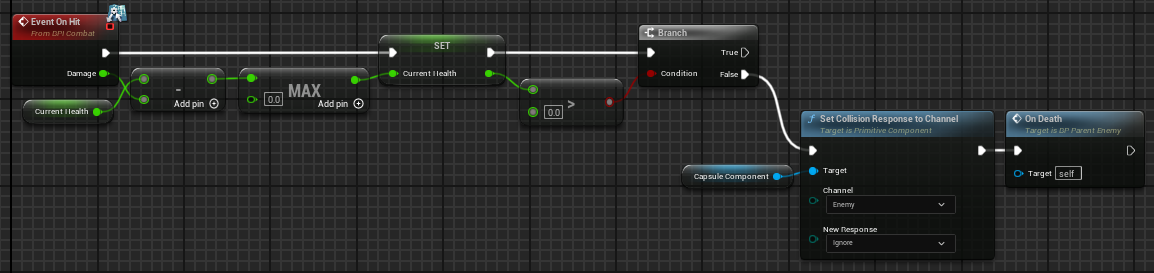 Event On Hit
From BPI Combat
Damage
Current Health
-
Add pin
0.0
MAX
Add pin
SET
Current Health
0.0
>
Branch
True
Condition
False
Set Collision Response to Channel
Target is Primitive Component
Target
Capsule Component
Channel
Enemy
New Response
Ignore
On Death
Target is BP Parent Enemy
Target
self